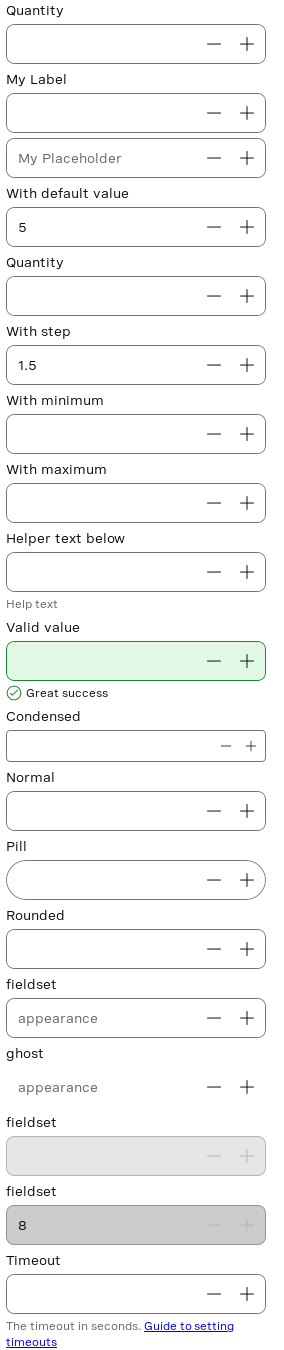 Quantity
My Label
My Placeholder
With default value
5
Quantity
With step
1.5
With minimum
With maximum
Helper text below
Help text
Valid value
Great success
Condensed
Normal
Pill
Rounded
fieldset
appearance
ghost
appearance
fieldset
fieldset
8
Timeout
The timeout in seconds. Guide to setting
timeouts